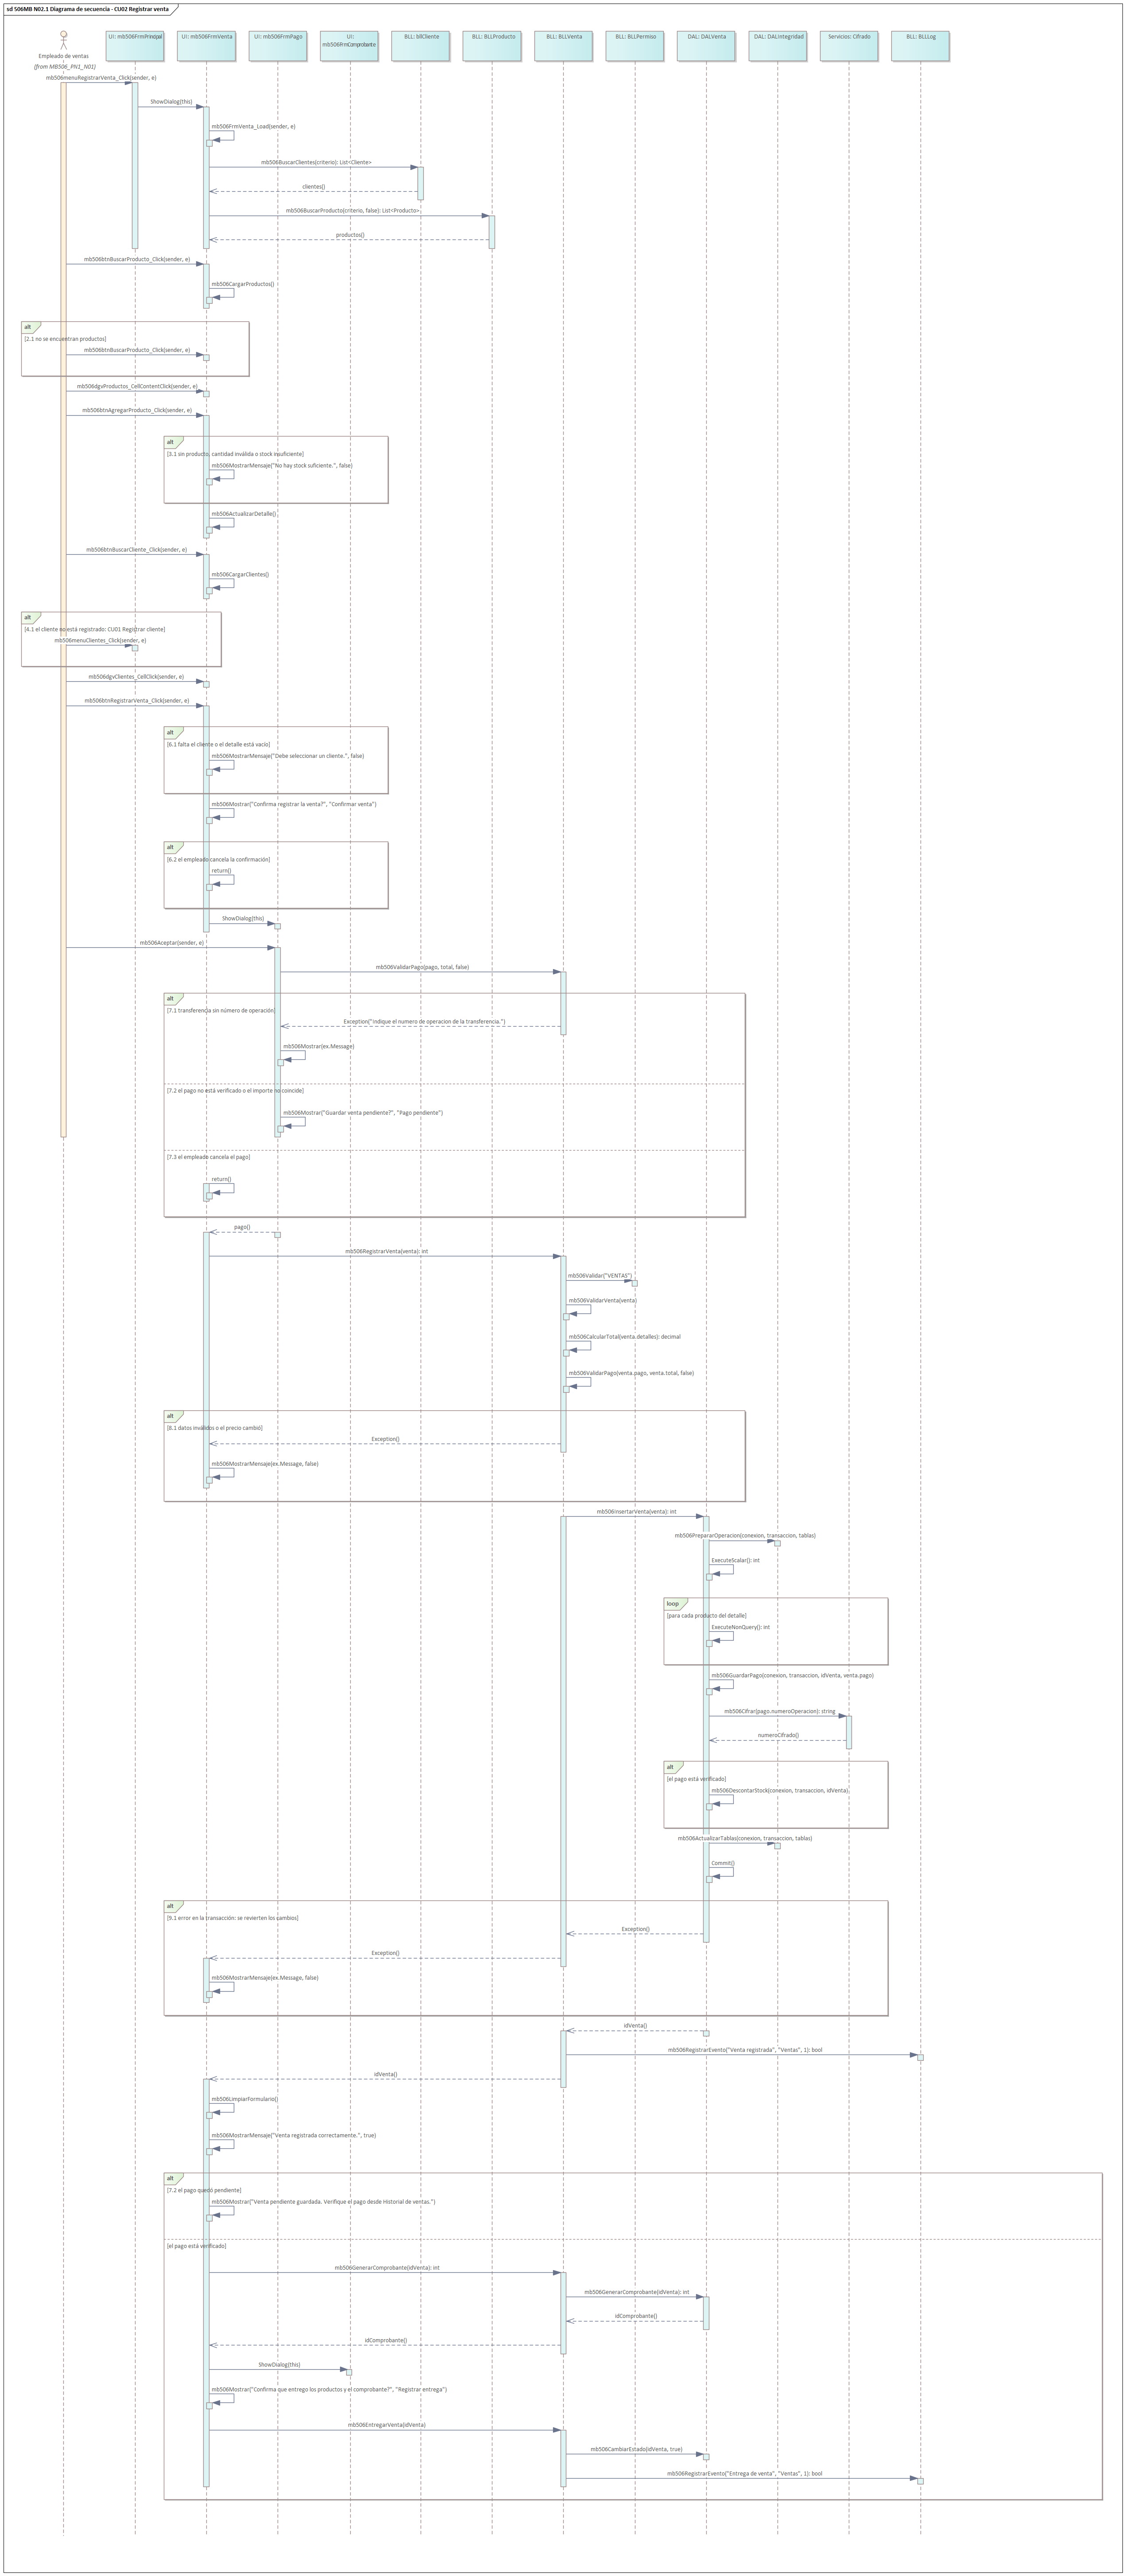 sd 506MB N02.1 Diagrama de secuencia - CU02 Registrar venta
Empleado de ventas
(from MB506_PN1_N01)
UI: mb506FrmPrincipal
UI: mb506FrmVenta
UI: mb506FrmPago
UI:
mb506FrmComprobante
BLL: bllCliente
BLL: BLLProducto
BLL: BLLVenta
BLL: BLLPermiso
DAL: DALVenta
DAL: DALIntegridad
Servicios: Cifrado
BLL: BLLLog
mb506menuRegistrarVenta_Click(sender, e)
ShowDialog(this)
mb506FrmVenta_Load(sender, e)
mb506BuscarClientes(criterio): List<Cliente>
clientes()
mb506BuscarProducto(criterio, false): List<Producto>
productos()
mb506btnBuscarProducto_Click(sender, e)
mb506CargarProductos()
alt
[2.1 no se encuentran productos]
mb506btnBuscarProducto_Click(sender, e)
mb506dgvProductos_CellContentClick(sender, e)
mb506btnAgregarProducto_Click(sender, e)
alt
[3.1 sin producto, cantidad inválida o stock insuficiente]
mb506MostrarMensaje("No hay stock suficiente.", false)
mb506ActualizarDetalle()
mb506btnBuscarCliente_Click(sender, e)
mb506CargarClientes()
alt
[4.1 el cliente no está registrado: CU01 Registrar cliente]
mb506menuClientes_Click(sender, e)
mb506dgvClientes_CellClick(sender, e)
mb506btnRegistrarVenta_Click(sender, e)
alt
[6.1 falta el cliente o el detalle está vacío]
mb506MostrarMensaje("Debe seleccionar un cliente.", false)
mb506Mostrar("Confirma registrar la venta?", "Confirmar venta")
alt
[6.2 el empleado cancela la confirmación]
return()
ShowDialog(this)
mb506Aceptar(sender, e)
mb506ValidarPago(pago, total, false)
alt
[7.1 transferencia sin número de operación]
Exception("Indique el numero de operacion de la transferencia.")
mb506Mostrar(ex.Message)
[7.2 el pago no está verificado o el importe no coincide]
mb506Mostrar("Guardar venta pendiente?", "Pago pendiente")
[7.3 el empleado cancela el pago]
return()
pago()
mb506RegistrarVenta(venta): int
mb506Validar("VENTAS")
mb506ValidarVenta(venta)
mb506CalcularTotal(venta.detalles): decimal
mb506ValidarPago(venta.pago, venta.total, false)
alt
[8.1 datos inválidos o el precio cambió]
Exception()
mb506MostrarMensaje(ex.Message, false)
mb506InsertarVenta(venta): int
mb506PrepararOperacion(conexion, transaccion, tablas)
ExecuteScalar(): int
loop
[para cada producto del detalle]
ExecuteNonQuery(): int
mb506GuardarPago(conexion, transaccion, idVenta, venta.pago)
mb506Cifrar(pago.numeroOperacion): string
numeroCifrado()
alt
[el pago está verificado]
mb506DescontarStock(conexion, transaccion, idVenta)
mb506ActualizarTablas(conexion, transaccion, tablas)
Commit()
alt
[9.1 error en la transacción: se revierten los cambios]
Exception()
Exception()
mb506MostrarMensaje(ex.Message, false)
idVenta()
mb506RegistrarEvento("Venta registrada", "Ventas", 1): bool
idVenta()
mb506LimpiarFormulario()
mb506MostrarMensaje("Venta registrada correctamente.", true)
alt
[7.2 el pago quedó pendiente]
mb506Mostrar("Venta pendiente guardada. Verifique el pago desde Historial de ventas.")
[el pago está verificado]
mb506GenerarComprobante(idVenta): int
mb506GenerarComprobante(idVenta): int
idComprobante()
idComprobante()
ShowDialog(this)
mb506Mostrar("Confirma que entrego los productos y el comprobante?", "Registrar entrega")
mb506EntregarVenta(idVenta)
mb506CambiarEstado(idVenta, true)
mb506RegistrarEvento("Entrega de venta", "Ventas", 1): bool